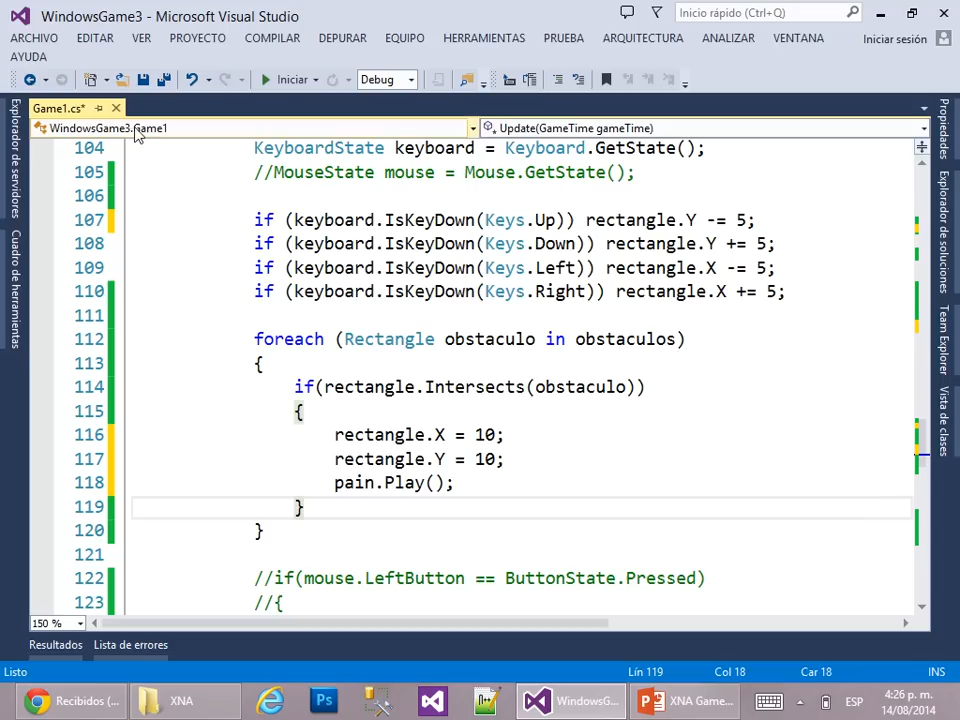 WindowsGame3 - Microsoft Visual Studio
Inicio rápido (Ctrl+Q)
ARCHIVO EDITAR VER PROYECTO COMPILAR DEPURAR EQUIPO HERRAMIENTAS PRUEBA ARQUITECTURA ANALIZAR VENTANA
Iniciar sesión
AYUDA
Iniciar
Debug
Game1.cs*
WindowsGame3.Game1
Update(GameTime gameTime)
104 KeyboardState keyboard = Keyboard.GetState();
105 //MouseState mouse = Mouse.GetState();
106
107 if (keyboard.IsKeyDown(Keys.Up)) rectangle.Y -= 5;
108 if (keyboard.IsKeyDown(Keys.Down)) rectangle.Y += 5;
109 if (keyboard.IsKeyDown(Keys.Left)) rectangle.X -= 5;
110 if (keyboard.IsKeyDown(Keys.Right)) rectangle.X += 5;
111
112 foreach (Rectangle obstaculo in obstaculos)
113 {
114 if(rectangle.Intersects(obstaculo))
115 {
116 rectangle.X = 10;
117 rectangle.Y = 10;
118 pain.Play();
119 }
120 }
121
122 //if(mouse.LeftButton == ButtonState.Pressed)
123 //{
Explorador de servidores
Cuadro de herramientas
Propiedades
Explorador de soluciones
Team Explorer
Vista de clases
150 %
Resultados Lista de errores
Listo
Lín 119 Col 18 Car 18 INS
Recibidos (...
XNA
Ps
WindowsG...
XNA Game...
ESP
4:26 p. m.
14/08/2014